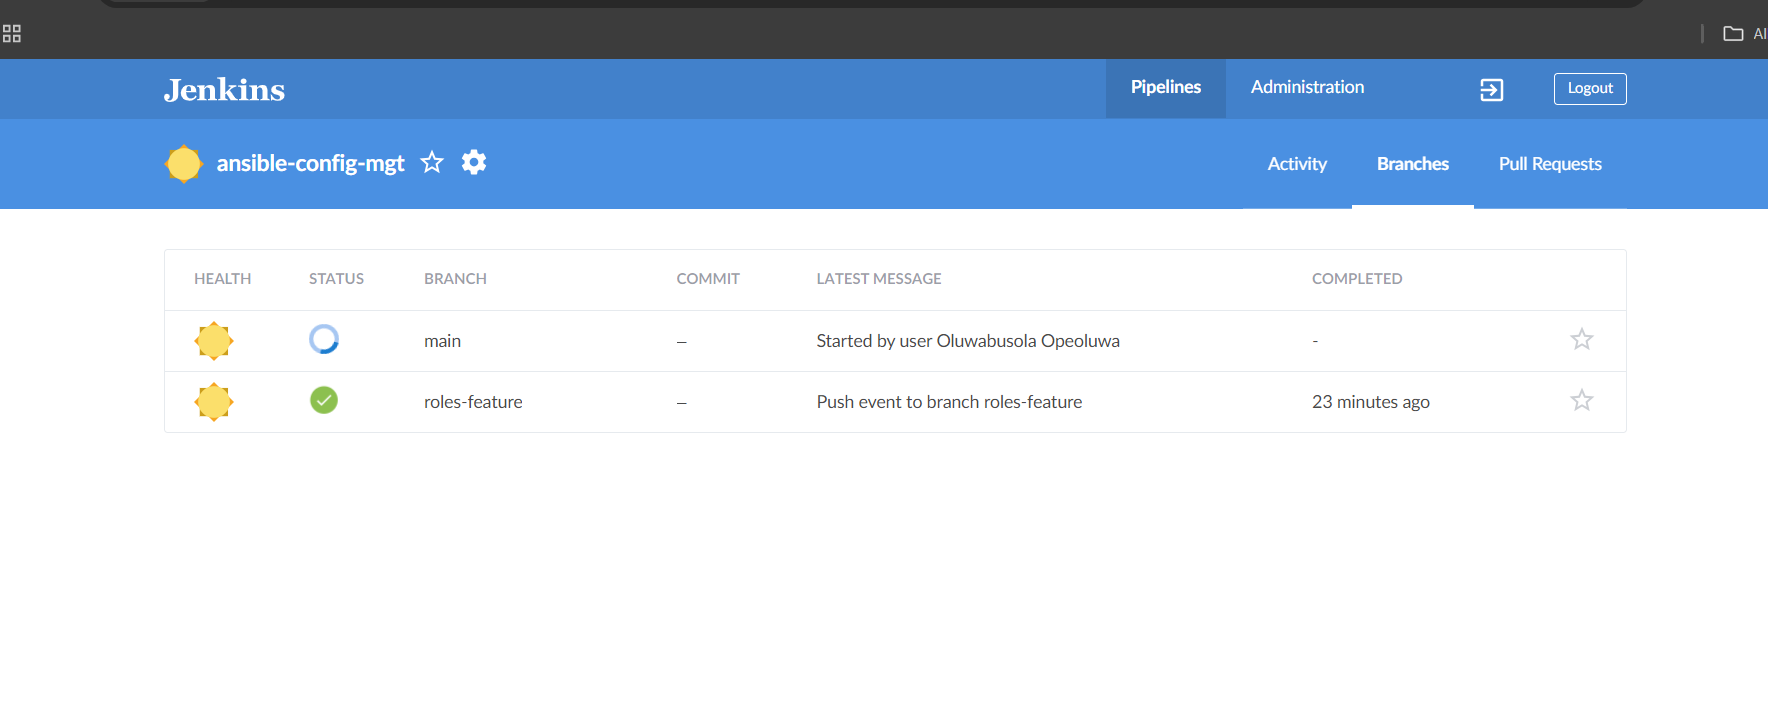 Al
Jenkins Pipelines Administration Logout
ansible-config-mgt Activity Branches Pull Requests
HEALTH STATUS BRANCH COMMIT LATEST MESSAGE COMPLETED
main – Started by user Oluwabusola Opeoluwa -
roles-feature – Push event to branch roles-feature 23 minutes ago